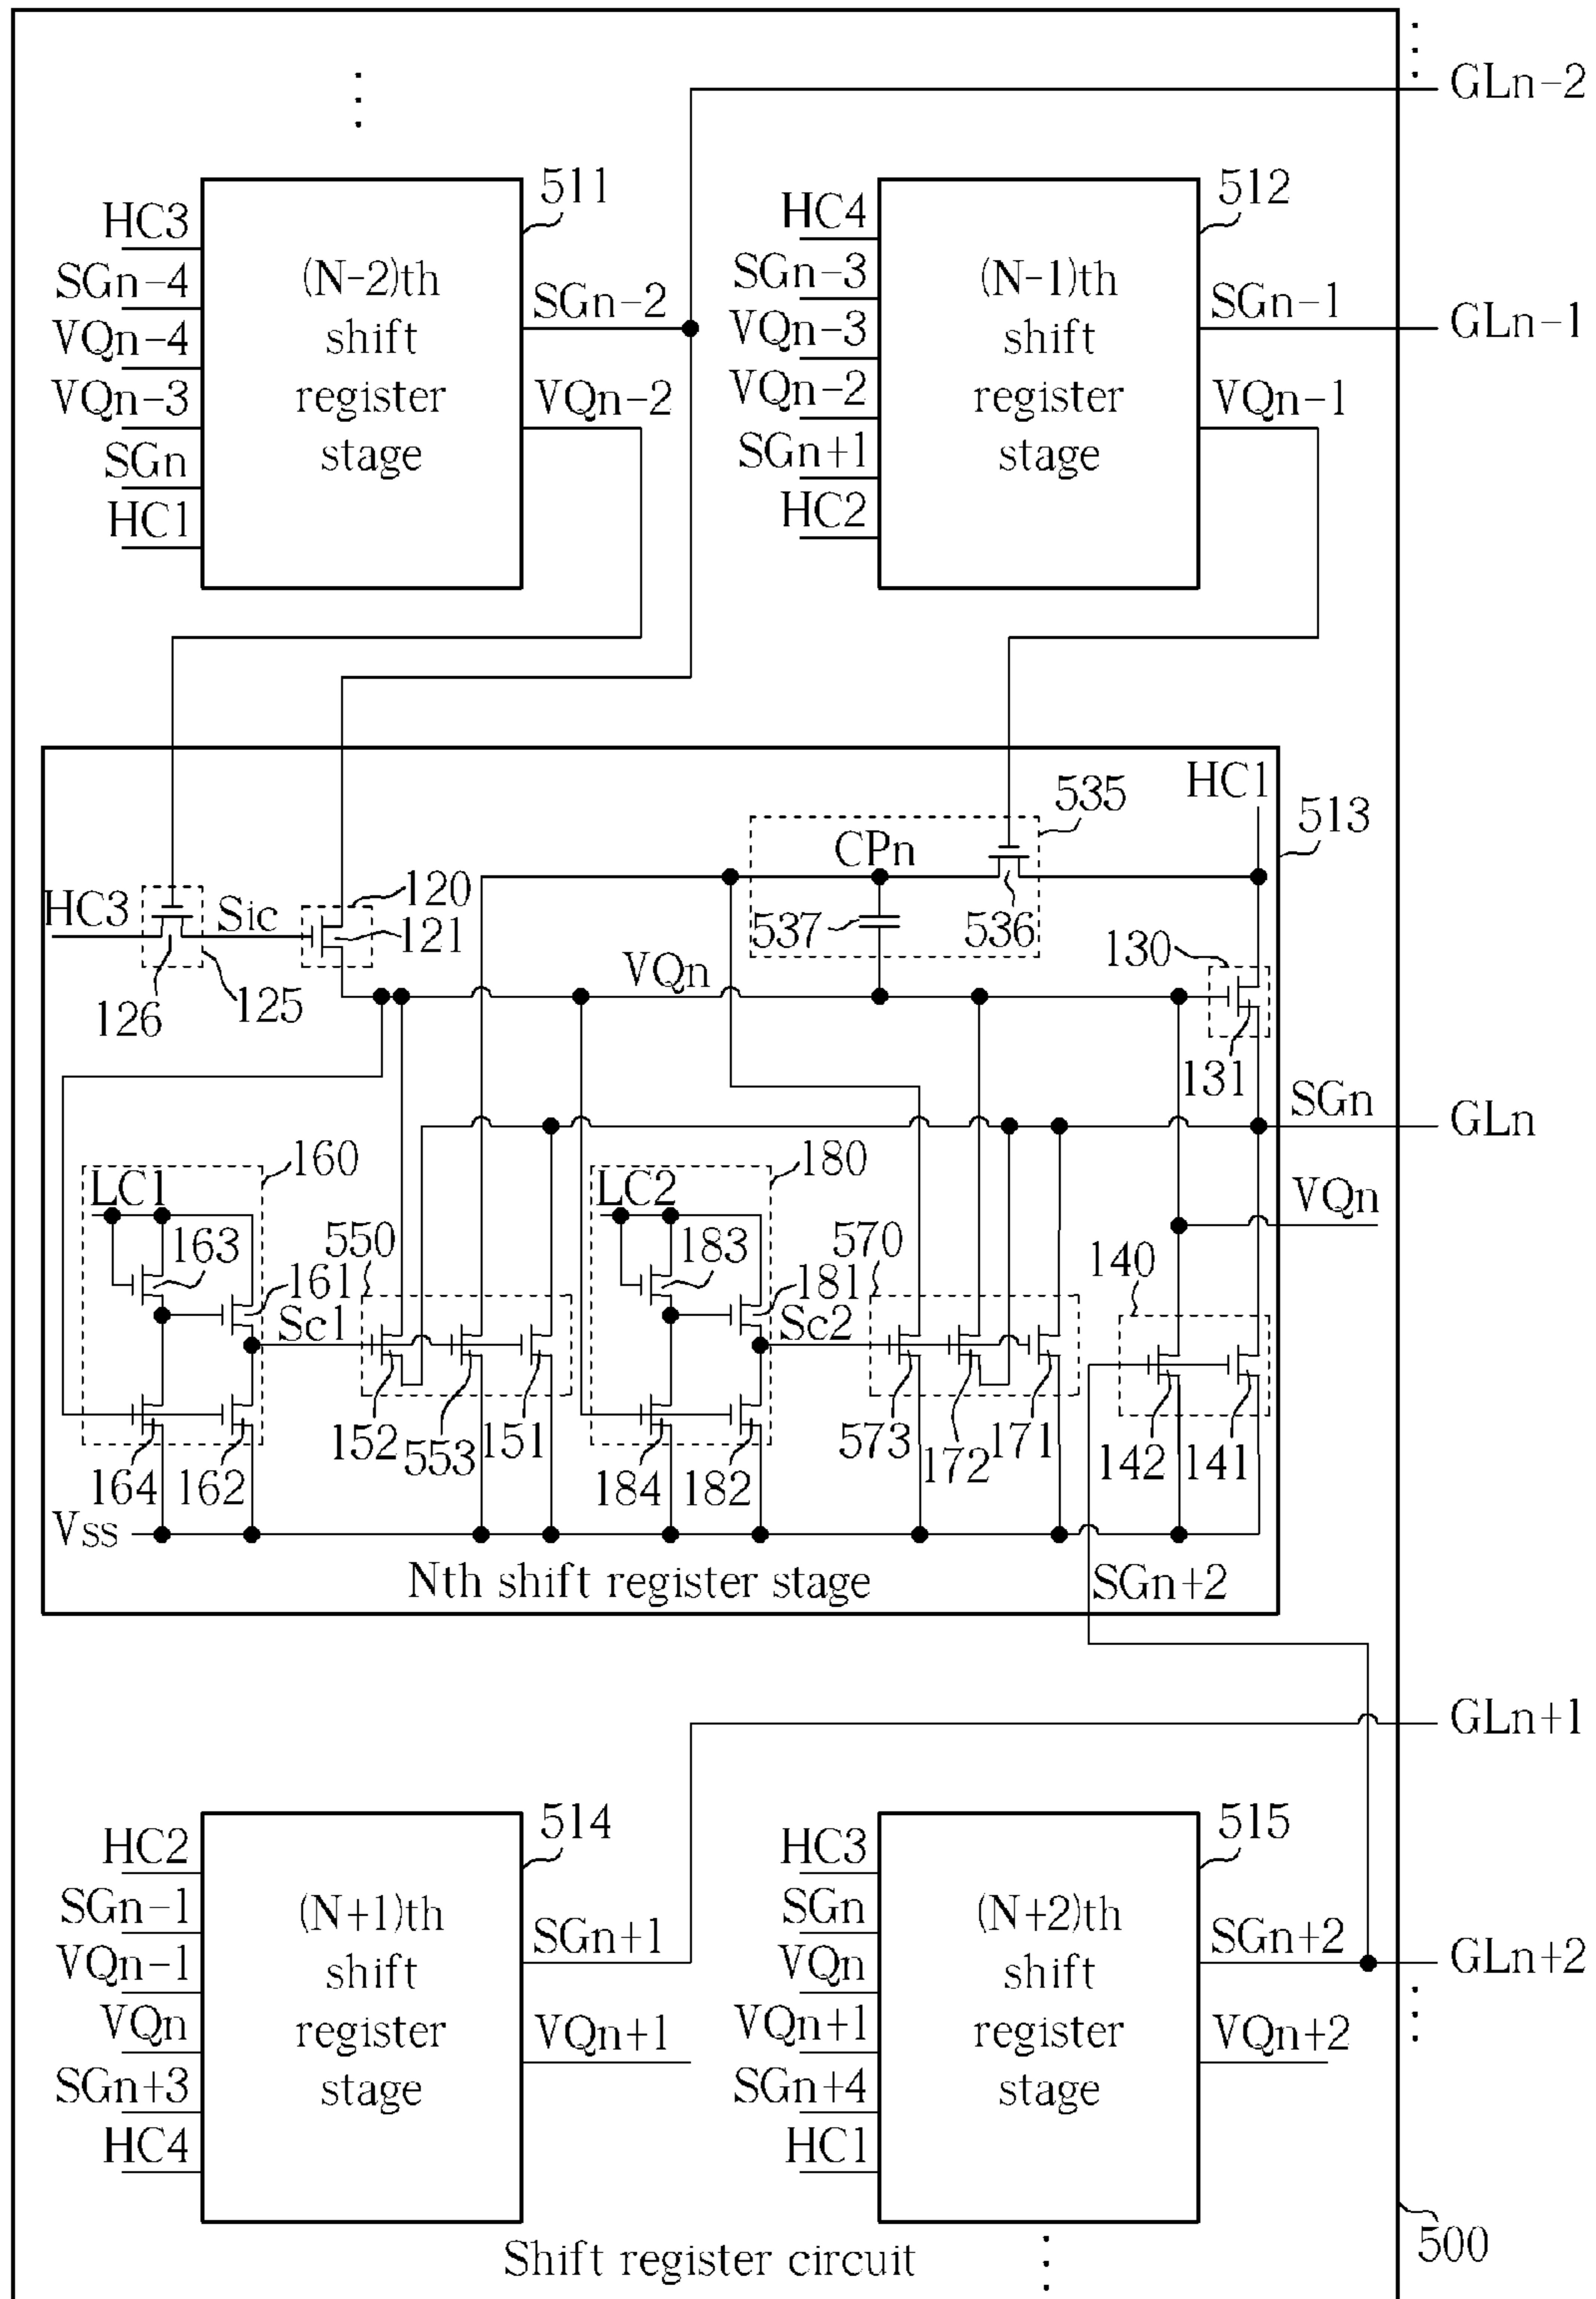 GLn-2
511
512
HC3
SGn-4
VQn-4
VQn-3
SGn
HC1
(N-2)th
shift
register
stage
SGn-2
VQn-2
HC4
SGn-3
VQn-3
VQn-2
SGn+1
HC2
(N-1)th
shift
register
stage
SGn-1
VQn-1
GLn-1
HC1
535
513
CPn
HC3
Sic
120
121
537
536
126
125
VQn
130
131
SGn
GLn
VQn
160
LC1
163
161
Sc1
164
162
550
152
553
151
180
LC2
183
181
Sc2
184
182
570
573
172
171
140
142
141
Vss
Nth shift register stage
SGn+2
GLn+1
514
515
HC2
SGn-1
VQn-1
VQn
SGn+3
HC4
(N+1)th
shift
register
stage
SGn+1
VQn+1
HC3
SGn
VQn
VQn+1
SGn+4
HC1
(N+2)th
shift
register
stage
SGn+2
VQn+2
GLn+2
Shift register circuit
500